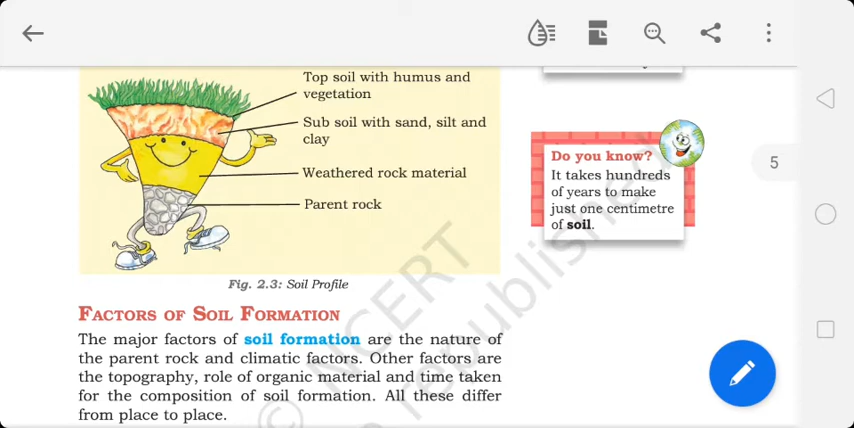 Top soil with humus and
vegetation
Sub soil with sand, silt and
clay
Weathered rock material
Parent rock
Fig. 2.3: Soil Profile
Do you know?
It takes hundreds
of years to make
just one centimetre
of soil.
5
FACTORS OF SOIL FORMATION
The major factors of soil formation are the nature of
the parent rock and climatic factors. Other factors are
the topography, role of organic material and time taken
for the composition of soil formation. All these differ
from place to place.
© NCERT
republished